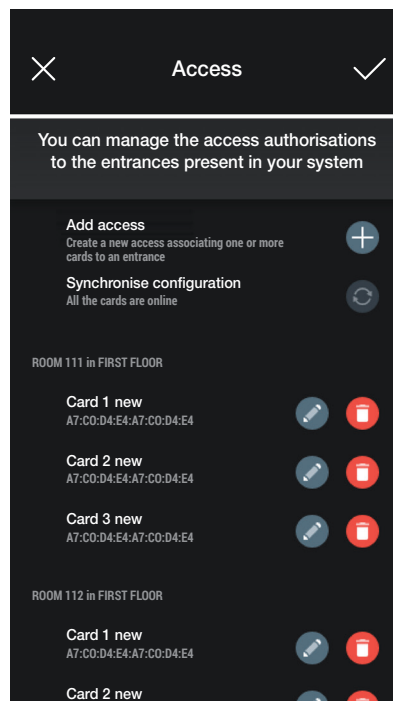 Access
You can manage the access authorisations
to the entrances present in your system
Add access
Create a new access associating one or more
cards to an entrance
Synchronise configuration
All the cards are online
ROOM 111 in FIRST FLOOR
Card 1 new
A7:C0:D4:E4:A7:C0:D4:E4
Card 2 new
A7:C0:D4:E4:A7:C0:D4:E4
Card 3 new
A7:C0:D4:E4:A7:C0:D4:E4
ROOM 112 in FIRST FLOOR
Card 1 new
A7:C0:D4:E4:A7:C0:D4:E4
Card 2 new